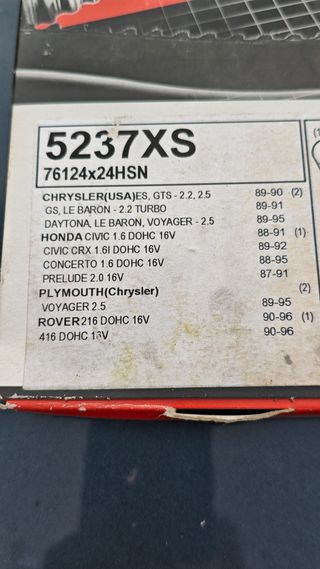 5237XS
76124x24HSN
CHRYSLER(USA)ES, GTS - 2.2, 2.5 89-90 (2)
GS, LE BARON - 2.2 TURBO 89-91
DAYTONA, LE BARON, VOYAGER - 2.5 89-95
HONDA CIVIC 1.6 DOHC 16V 88-91 (1)
CIVIC CRX 1.6I DOHC 16V 89-92
CONCERTO 1.6 DOHC 16V 88-95
PRELUDE 2.0 16V 87-91
PLYMOUTH(Chrysler) (2)
VOYAGER 2.5 89-95
ROVER 216 DOHC 16V 90-96 (1)
416 DOHC 16V 90-96